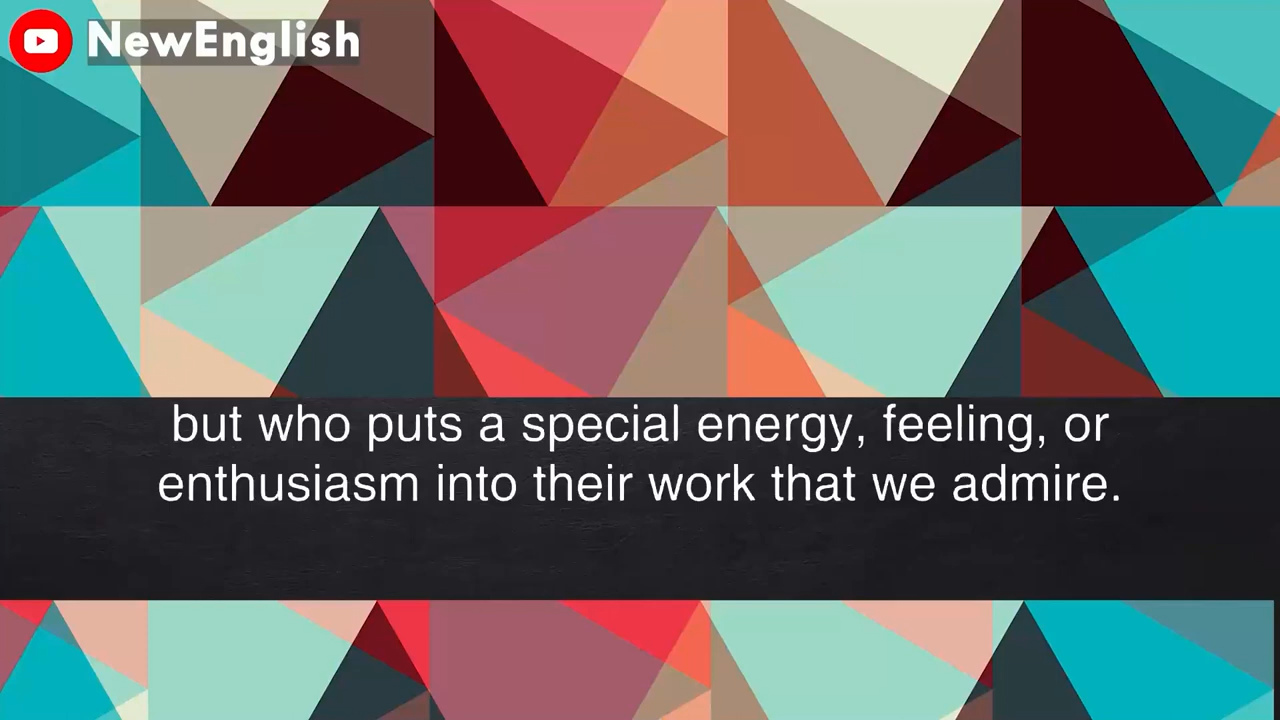 NewEnglish
but who puts a special energy, feeling, or
enthusiasm into their work that we admire.